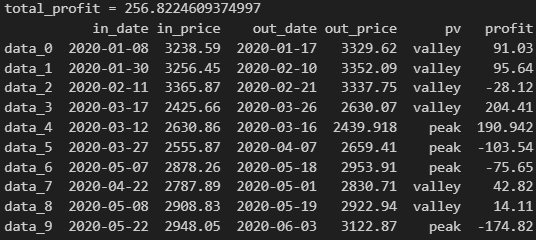 total_profit = 256.8224609374997
in_date in_price out_date out_price pv profit
data_0 2020-01-08 3238.59 2020-01-17 3329.62 valley 91.03
data_1 2020-01-30 3256.45 2020-02-10 3352.09 valley 95.64
data_2 2020-02-11 3365.87 2020-02-21 3337.75 valley -28.12
data_3 2020-03-17 2425.66 2020-03-26 2630.07 valley 204.41
data_4 2020-03-12 2630.86 2020-03-16 2439.918 peak 190.942
data_5 2020-03-27 2555.87 2020-04-07 2659.41 peak -103.54
data_6 2020-05-07 2878.26 2020-05-18 2953.91 peak -75.65
data_7 2020-04-22 2787.89 2020-05-01 2830.71 valley 42.82
data_8 2020-05-08 2908.83 2020-05-19 2922.94 valley 14.11
data_9 2020-05-22 2948.05 2020-06-03 3122.87 peak -174.82